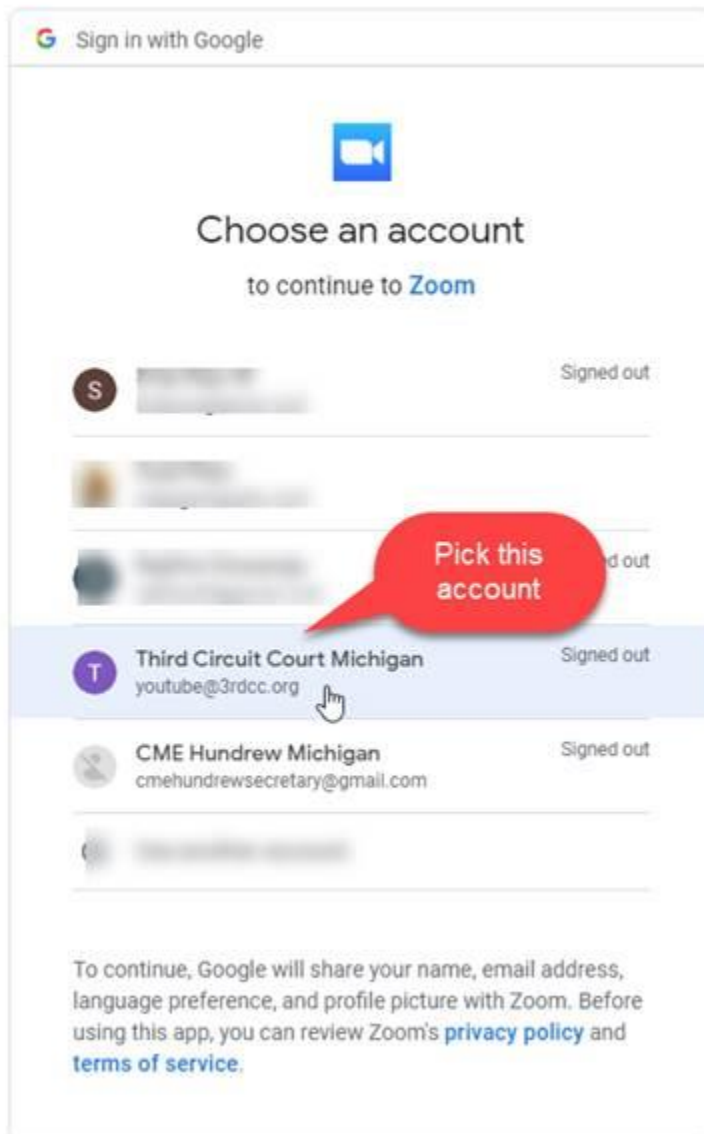 Sign in with Google
Choose an account
to continue to Zoom
S
Signed out
Pick this
account
d out
T
Third Circuit Court Michigan
Signed out
youtube@3rdcc.org
CME Hundrew Michigan
Signed out
cmehundrewsecretary@gmail.com
To continue, Google will share your name, email address,
language preference, and profile picture with Zoom. Before
using this app, you can review Zoom's privacy policy and
terms of service.